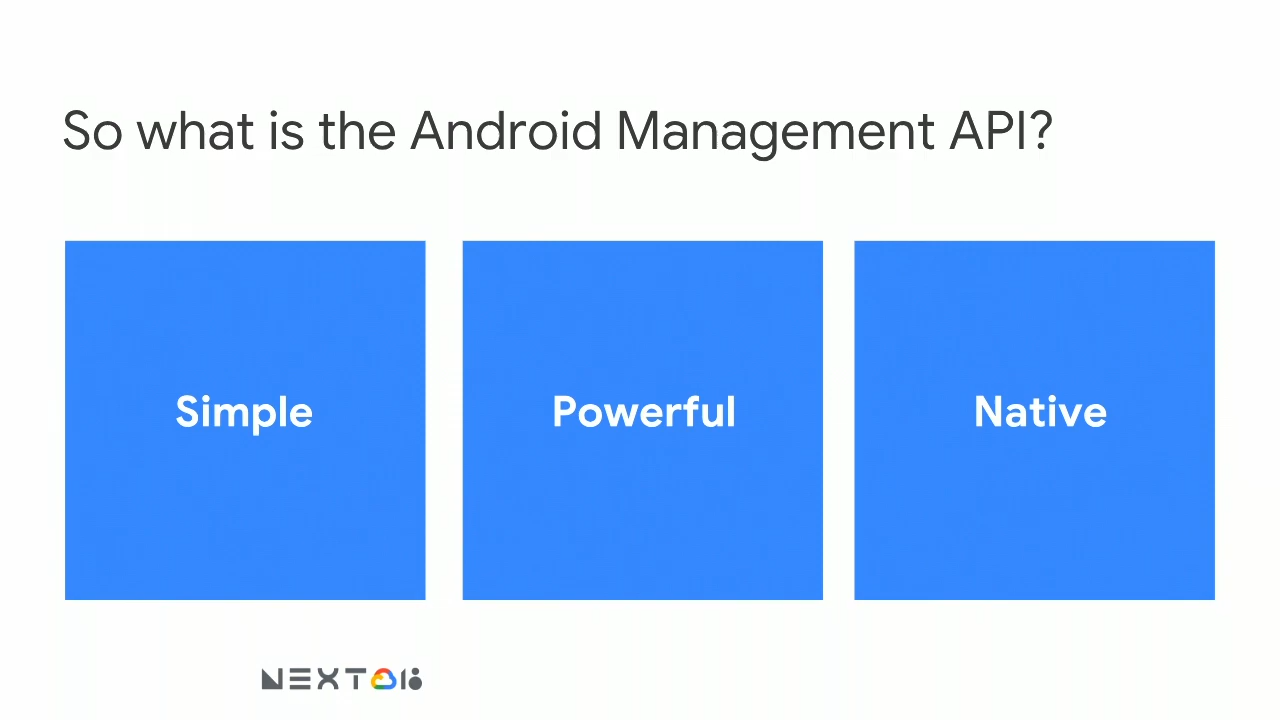 So what is the Android Management API?
Simple
Powerful
Native
NEXT 18